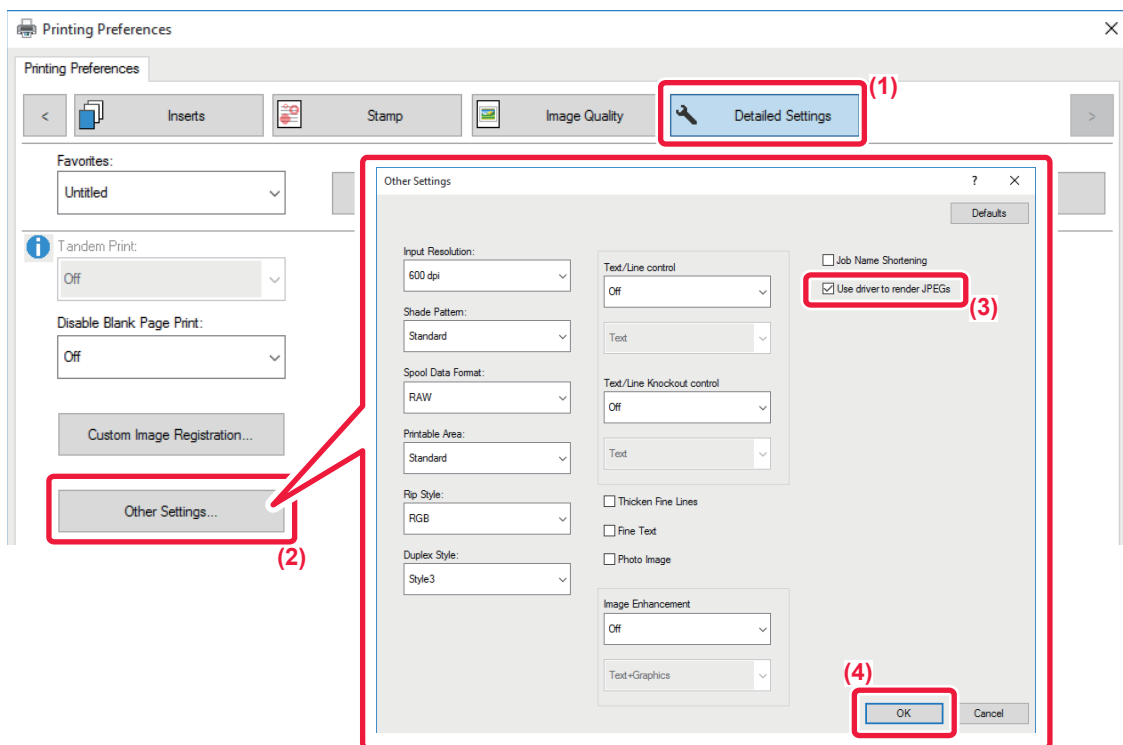 Printing Preferences
Printing Preferences
<
Inserts
Stamp
Image Quality
Detailed Settings
>
(1)
Favorites:
Untitled
Tandem Print:
Off
Disable Blank Page Print:
Off
Custom Image Registration...
Other Settings...
(2)
Other Settings
?
Defaults
Input Resolution:
600 dpi
Shade Pattern:
Standard
Spool Data Format:
RAW
Printable Area:
Standard
Rip Style:
RGB
Duplex Style:
Style3
Text/Line control
Off
Text
Text/Line Knockout control
Off
Text
Thicken Fine Lines
Fine Text
Photo Image
Image Enhancement
Off
Text+Graphics
Job Name Shortening
Use driver to render JPEGs
(3)
(4)
OK
Cancel